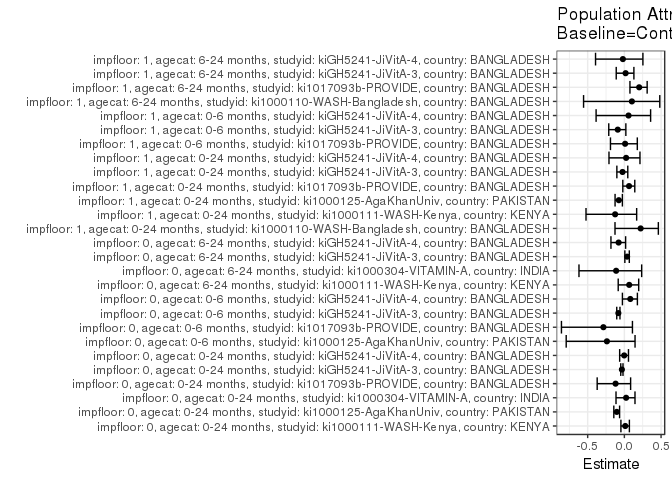 Population Attr
Baseline=Cont
impfloor: 1, agecat: 6-24 months, studyid: kiGH5241-JiVitA-4, country: BANGLADESH
impfloor: 1, agecat: 6-24 months, studyid: kiGH5241-JiVitA-3, country: BANGLADESH
impfloor: 1, agecat: 6-24 months, studyid: ki1017093b-PROVIDE, country: BANGLADESH
impfloor: 1, agecat: 6-24 months, studyid: ki1000110-WASH-Bangladesh, country: BANGLADESH
impfloor: 1, agecat: 0-6 months, studyid: kiGH5241-JiVitA-4, country: BANGLADESH
impfloor: 1, agecat: 0-6 months, studyid: kiGH5241-JiVitA-3, country: BANGLADESH
impfloor: 1, agecat: 0-6 months, studyid: ki1017093b-PROVIDE, country: BANGLADESH
impfloor: 1, agecat: 0-24 months, studyid: kiGH5241-JiVitA-4, country: BANGLADESH
impfloor: 1, agecat: 0-24 months, studyid: kiGH5241-JiVitA-3, country: BANGLADESH
impfloor: 1, agecat: 0-24 months, studyid: ki1017093b-PROVIDE, country: BANGLADESH
impfloor: 1, agecat: 0-24 months, studyid: ki1000125-AgaKhanUniv, country: PAKISTAN
impfloor: 1, agecat: 0-24 months, studyid: ki1000111-WASH-Kenya, country: KENYA
impfloor: 1, agecat: 0-24 months, studyid: ki1000110-WASH-Bangladesh, country: BANGLADESH
impfloor: 0, agecat: 6-24 months, studyid: kiGH5241-JiVitA-4, country: BANGLADESH
impfloor: 0, agecat: 6-24 months, studyid: kiGH5241-JiVitA-3, country: BANGLADESH
impfloor: 0, agecat: 6-24 months, studyid: ki1000304-VITAMIN-A, country: INDIA
impfloor: 0, agecat: 6-24 months, studyid: ki1000111-WASH-Kenya, country: KENYA
impfloor: 0, agecat: 0-6 months, studyid: kiGH5241-JiVitA-4, country: BANGLADESH
impfloor: 0, agecat: 0-6 months, studyid: kiGH5241-JiVitA-3, country: BANGLADESH
impfloor: 0, agecat: 0-6 months, studyid: ki1017093b-PROVIDE, country: BANGLADESH
impfloor: 0, agecat: 0-6 months, studyid: ki1000125-AgaKhanUniv, country: PAKISTAN
impfloor: 0, agecat: 0-24 months, studyid: kiGH5241-JiVitA-4, country: BANGLADESH
impfloor: 0, agecat: 0-24 months, studyid: kiGH5241-JiVitA-3, country: BANGLADESH
impfloor: 0, agecat: 0-24 months, studyid: ki1017093b-PROVIDE, country: BANGLADESH
impfloor: 0, agecat: 0-24 months, studyid: ki1000304-VITAMIN-A, country: INDIA
impfloor: 0, agecat: 0-24 months, studyid: ki1000125-AgaKhanUniv, country: PAKISTAN
impfloor: 0, agecat: 0-24 months, studyid: ki1000111-WASH-Kenya, country: KENYA
-0.5 0.0 0.5
Estimate